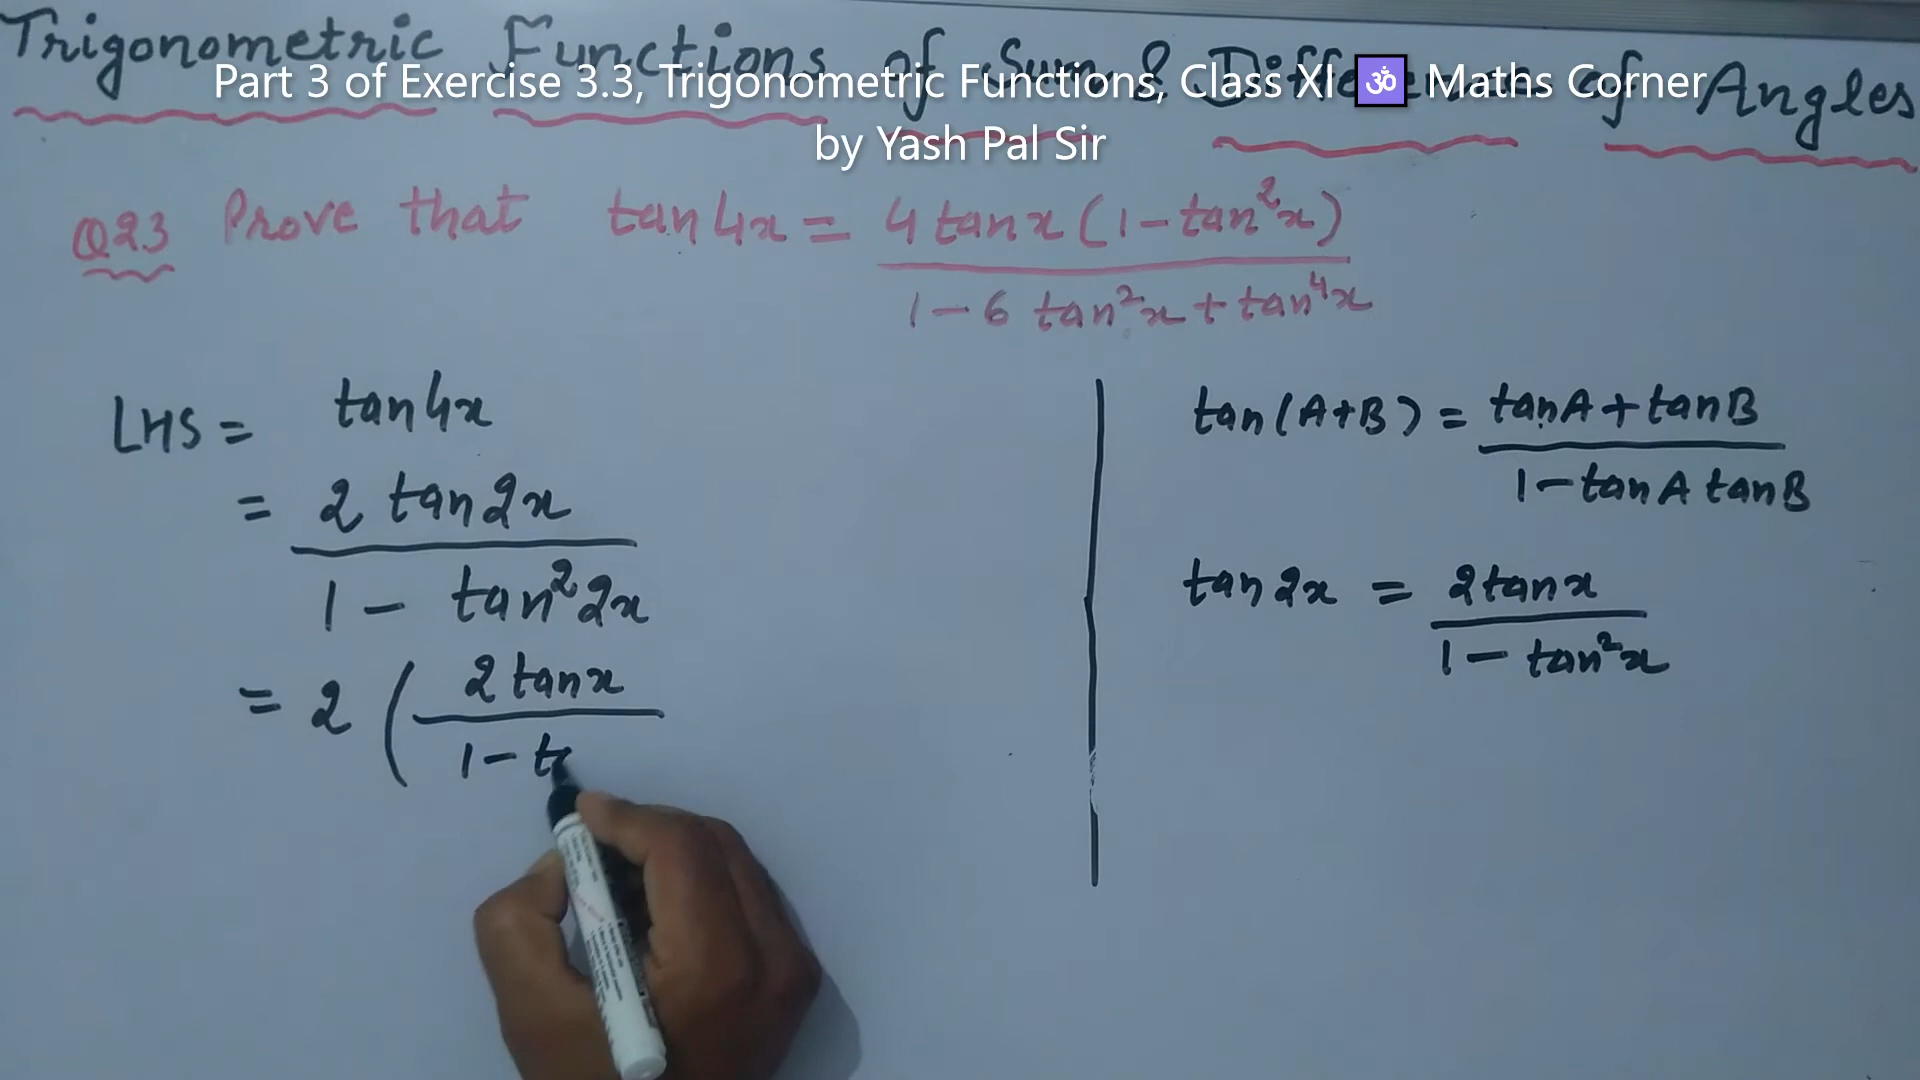 Trigonometric Functions of Sum & Difference of Angles
Part 3 of Exercise 3.3, Trigonometric Functions, Class XI 🕉 Maths Corner
by Yash Pal Sir
Q23 Prove that tan4x = 4 tanx (1 - tan²x)
1 - 6 tan²x + tan⁴x
LHS = tan4x
= 2 tan2x
1 - tan²2x
= 2 ( 2 tanx
1 - t
tan(A+B) = tanA + tanB
1 - tanA tanB
tan2x = 2tanx
1 - tan²x